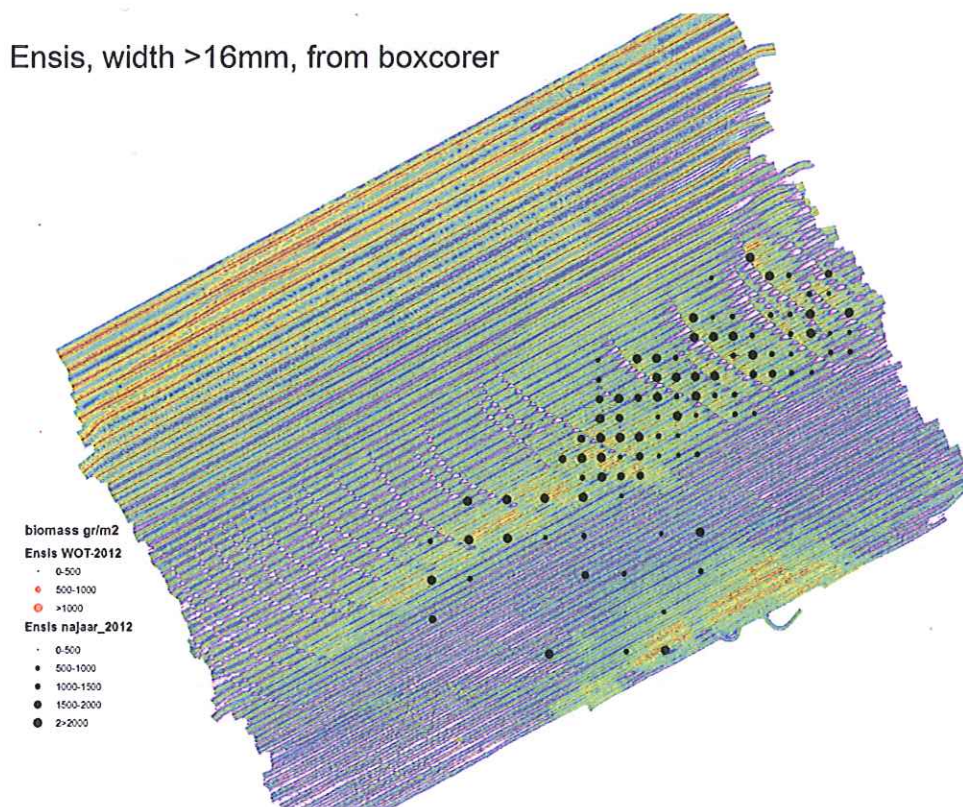 Ensis, width >16mm, from boxcorer
biomass gr/m2
Ensis WOT-2012
0-500
500-1000
>1000
Ensis najaar_2012
0-500
500-1000
1000-1500
1500-2000
2>2000